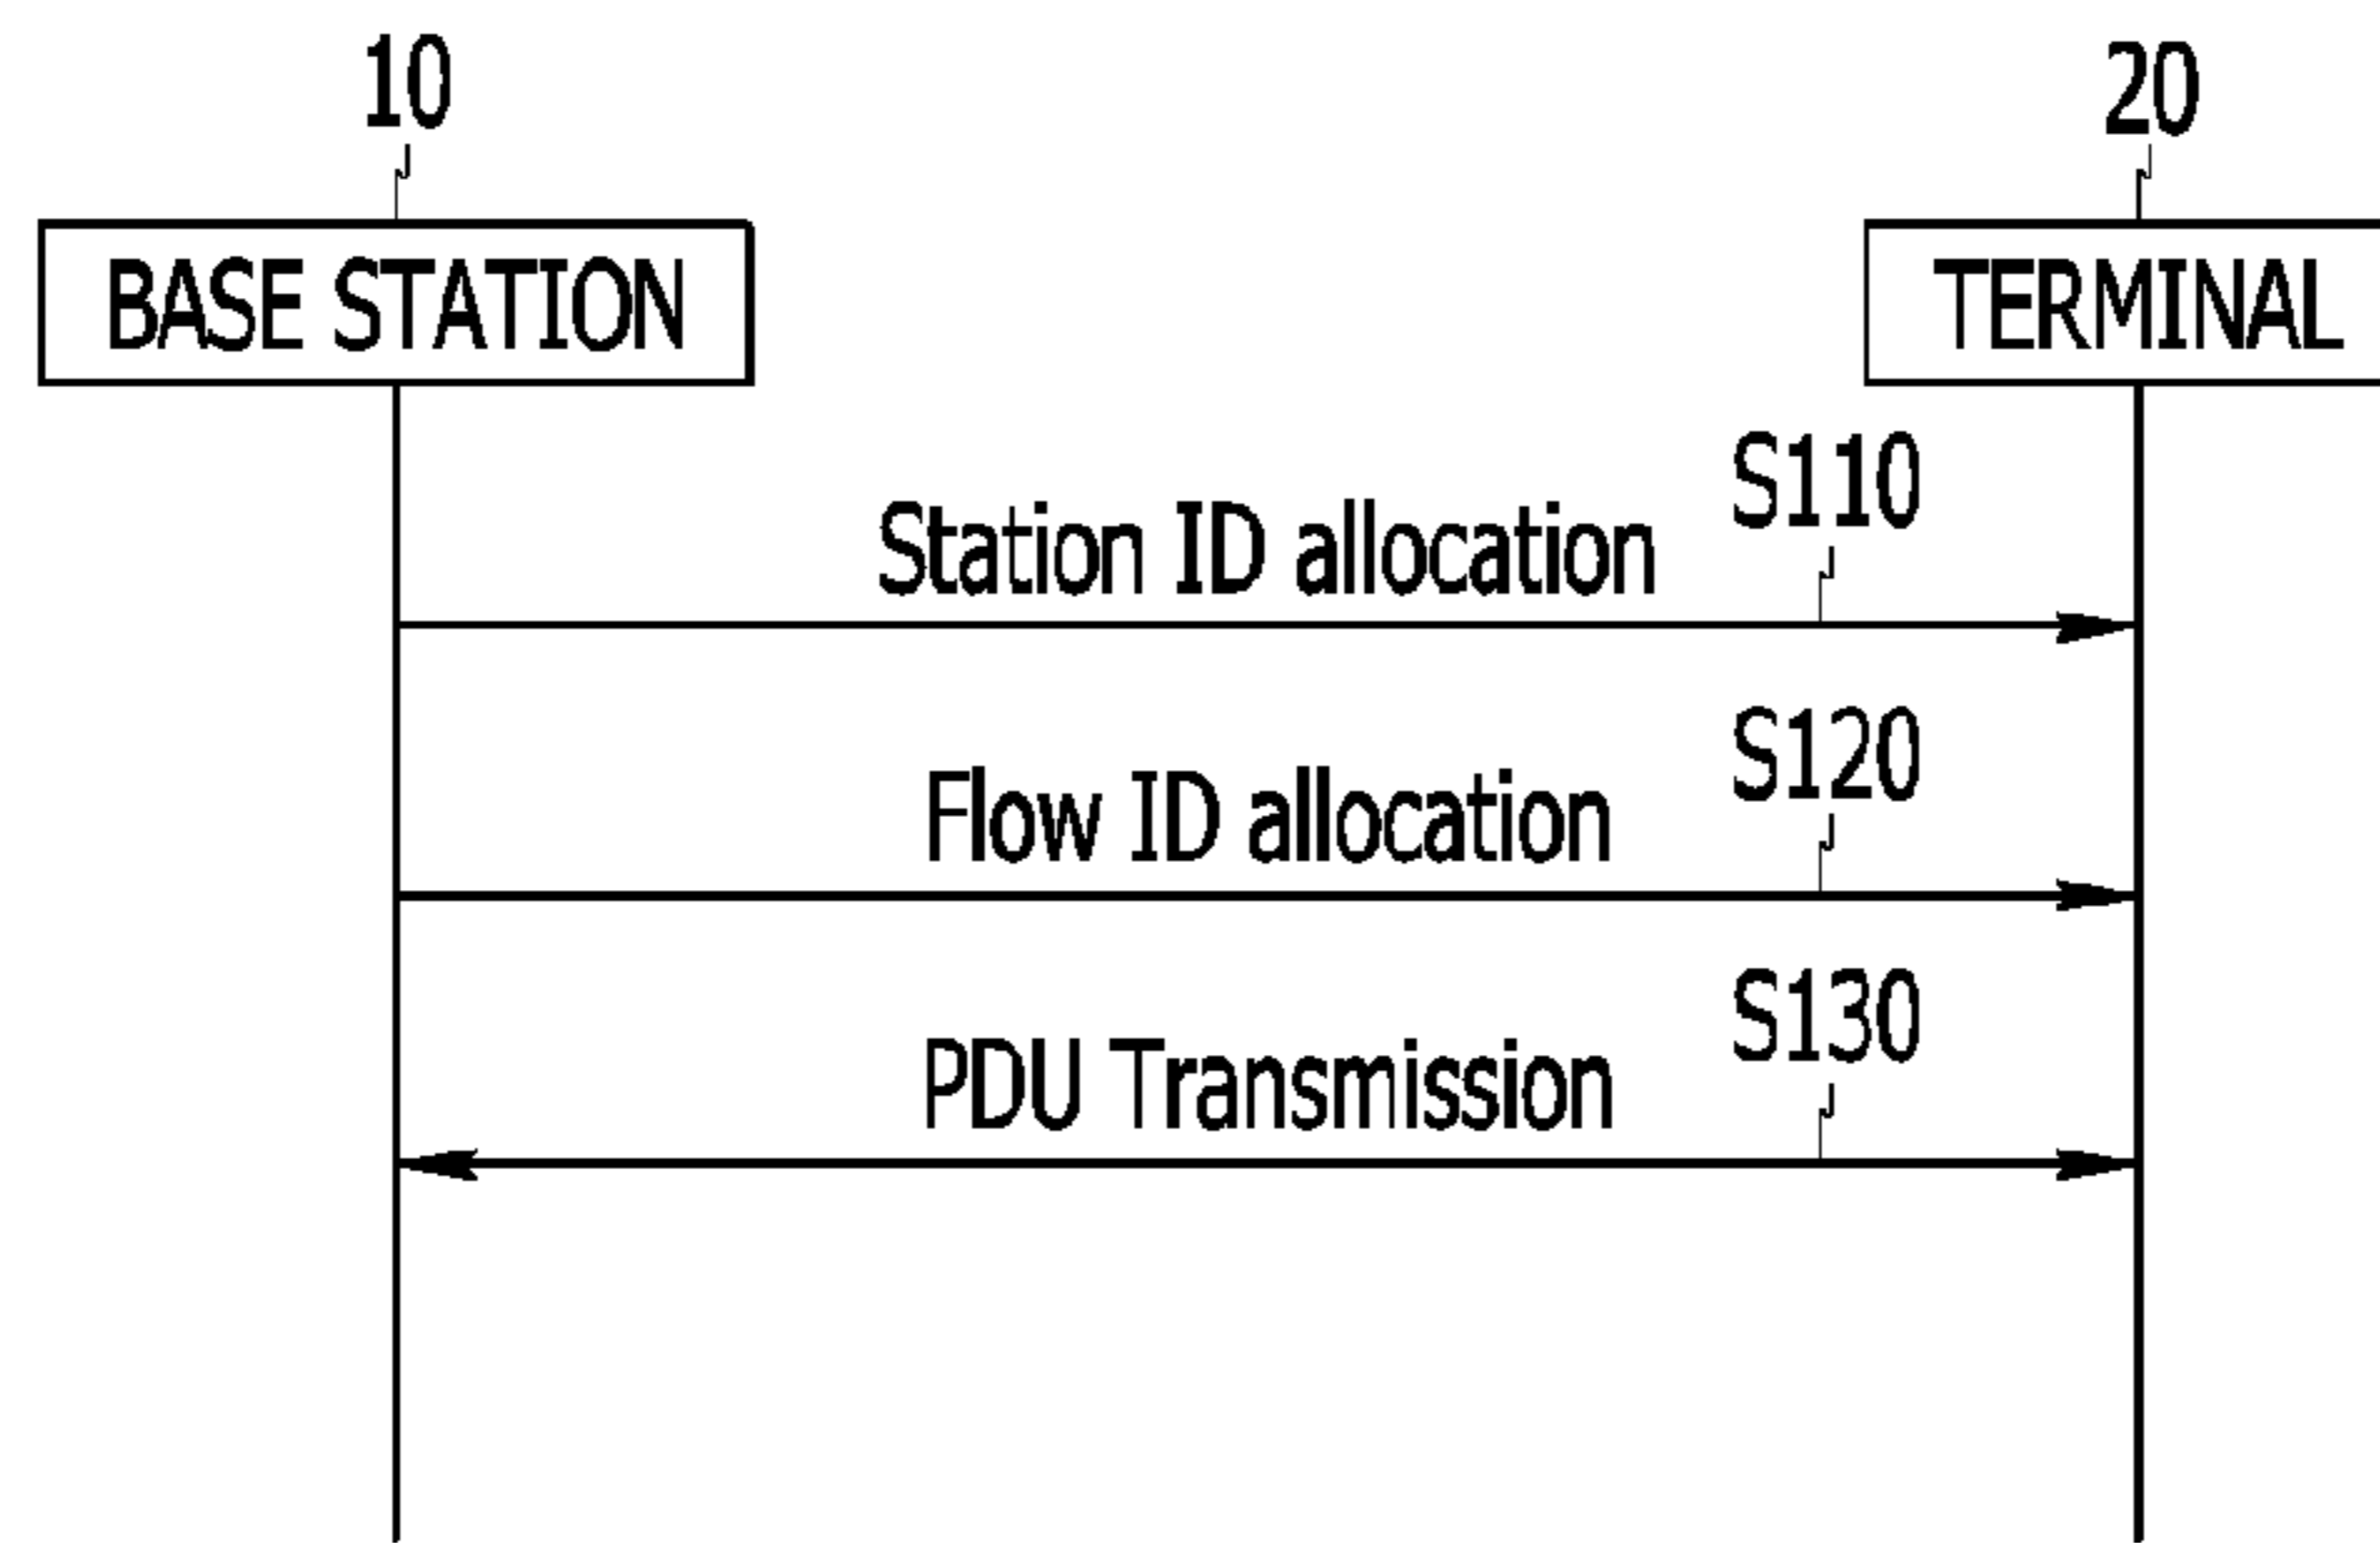 10
20
BASE STATION
TERMINAL
S110
Station ID allocation
S120
Flow ID allocation
S130
PDU Transmission